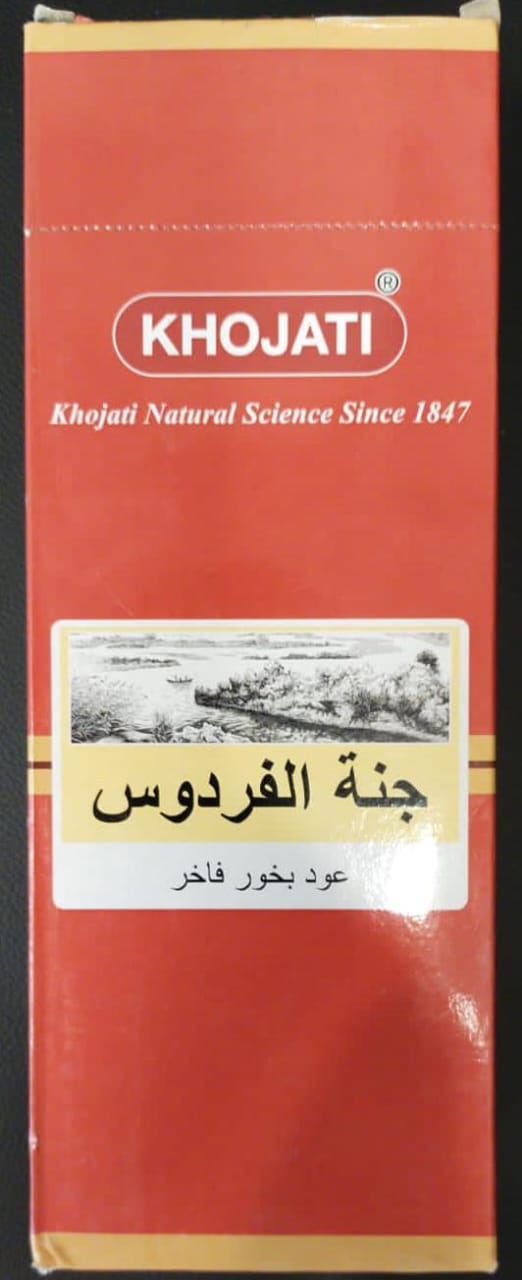 ®
KHOJATI
Khojati Natural Science Since 1847
جنة الفردوس
عود بخور فاخر